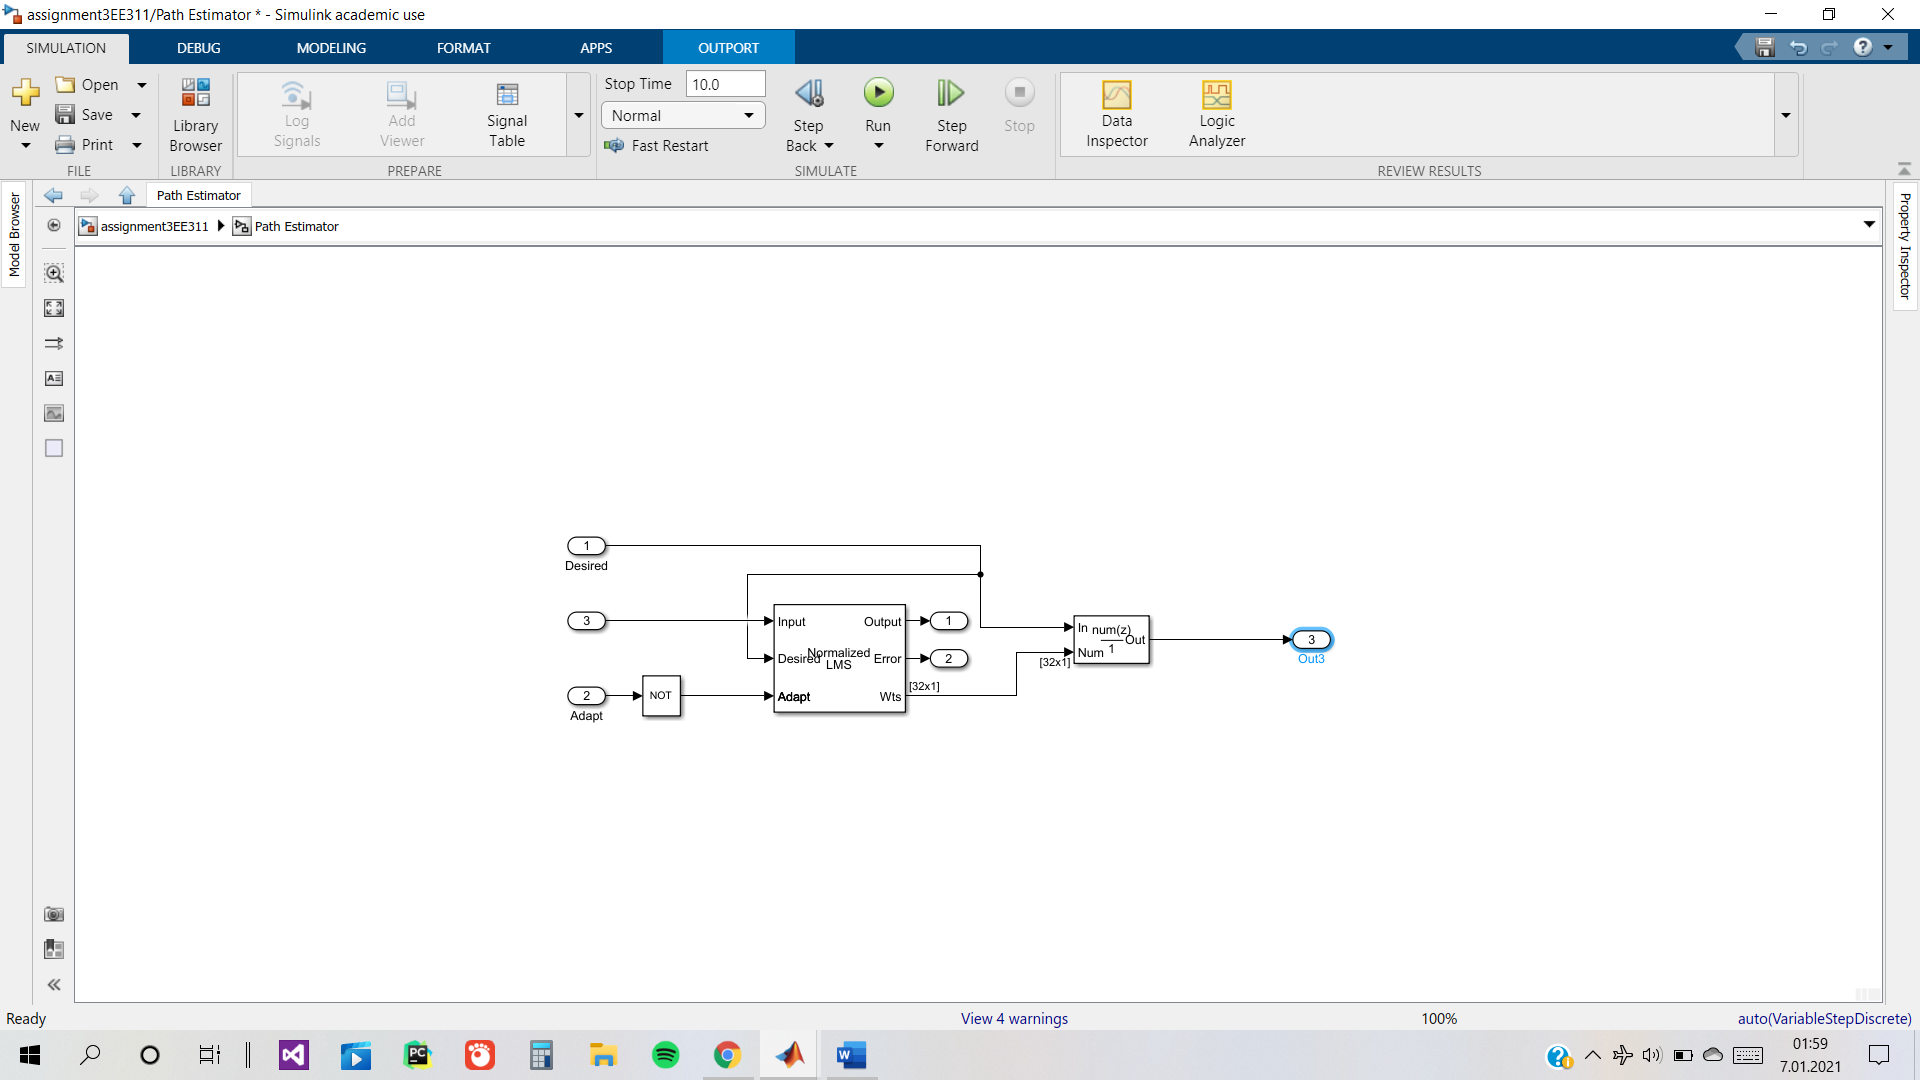 assignment3EE311/Path Estimator * - Simulink academic use
SIMULATION
DEBUG
MODELING
FORMAT
APPS
OUTPORT
New
Open
Save
Print
FILE
Library
Browser
LIBRARY
Log
Signals
Add
Viewer
Signal
Table
PREPARE
Stop Time 10.0
Normal
Fast Restart
Step
Back
Run
Step
Forward
Stop
SIMULATE
Data
Inspector
Logic
Analyzer
REVIEW RESULTS
Model Browser
Path Estimator
assignment3EE311
Path Estimator
Property Inspector
1
Desired
3
2
Adapt
NOT
Input
Desired
Adapt
Normalized
LMS
Output
Error
Wts
1
2
[32x1]
[32x1]
In
Num
num(z)
1
Out
3
Out3
Ready
View 4 warnings
100%
auto(VariableStepDiscrete)
PC
W
01:59
7.01.2021